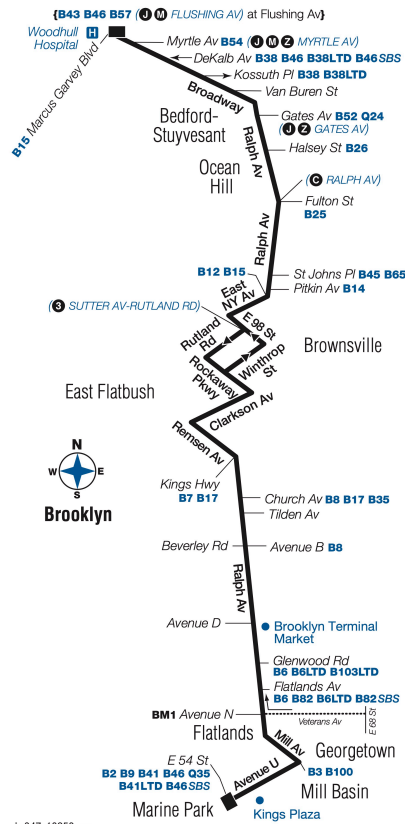 {B43 B46 B57 (J M FLUSHING AV) at Flushing Av}
Woodhull
Hospital
H
Myrtle Av B54 (J M Z MYRTLE AV)
DeKalb Av B38 B46 B38LTD B46SBS
Kossuth Pl B38 B38LTD
Van Buren St
B15 Marcus Garvey Blvd
Broadway
Bedford-
Stuyvesant
Gates Av B52 Q24
(J Z GATES AV)
Halsey St B26
Ralph Av
Ocean
Hill
(C RALPH AV)
Fulton St
B25
Ralph Av
B12 B15
St Johns Pl B45 B65
Pitkin Av B14
East
NY Av
(3 SUTTER AV-RUTLAND RD)
E 98 St
Rutland
Rd
Winthrop
St
Brownsville
Rockaway
Pkwy
East Flatbush
Clarkson Av
Remsen Av
N
W E
S
Brooklyn
Kings Hwy
B7 B17
Church Av B8 B17 B35
Tilden Av
Beverley Rd
Avenue B B8
Ralph Av
Avenue D
Brooklyn Terminal
Market
Glenwood Rd
B6 B6LTD B103LTD
Flatlands Av
B6 B82 B6LTD B82SBS
BM1 Avenue N
Veterans Av
E 68 St
Flatlands
Mill Av
Georgetown
E 54 St
B2 B9 B41 B46 Q35
B41LTD B46SBS
Avenue U
B3 B100
Mill Basin
Marine Park
Kings Plaza